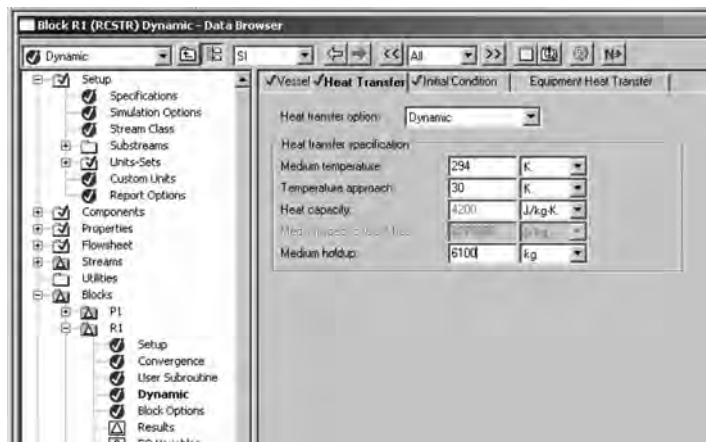 Block R1 (RCSTR) Dynamic - Data Browser
Dynamic SI << All >> N>
Setup
Specifications
Simulation Options
Stream Class
Substreams
Units-Sets
Custom Units
Report Options
Components
Properties
Flowsheet
Streams
Utilities
Blocks
P1
R1
Setup
Convergence
User Subroutine
Dynamic
Block Options
Results
Vessel Heat Transfer Initial Condition Equipment Heat Transfer
Heat transfer option: Dynamic
Heat transfer specification
Medium temperature: 294 K
Temperature approach: 30 K
Heat capacity: 4200 J/kg-K
Medium holdup: 6100 kg